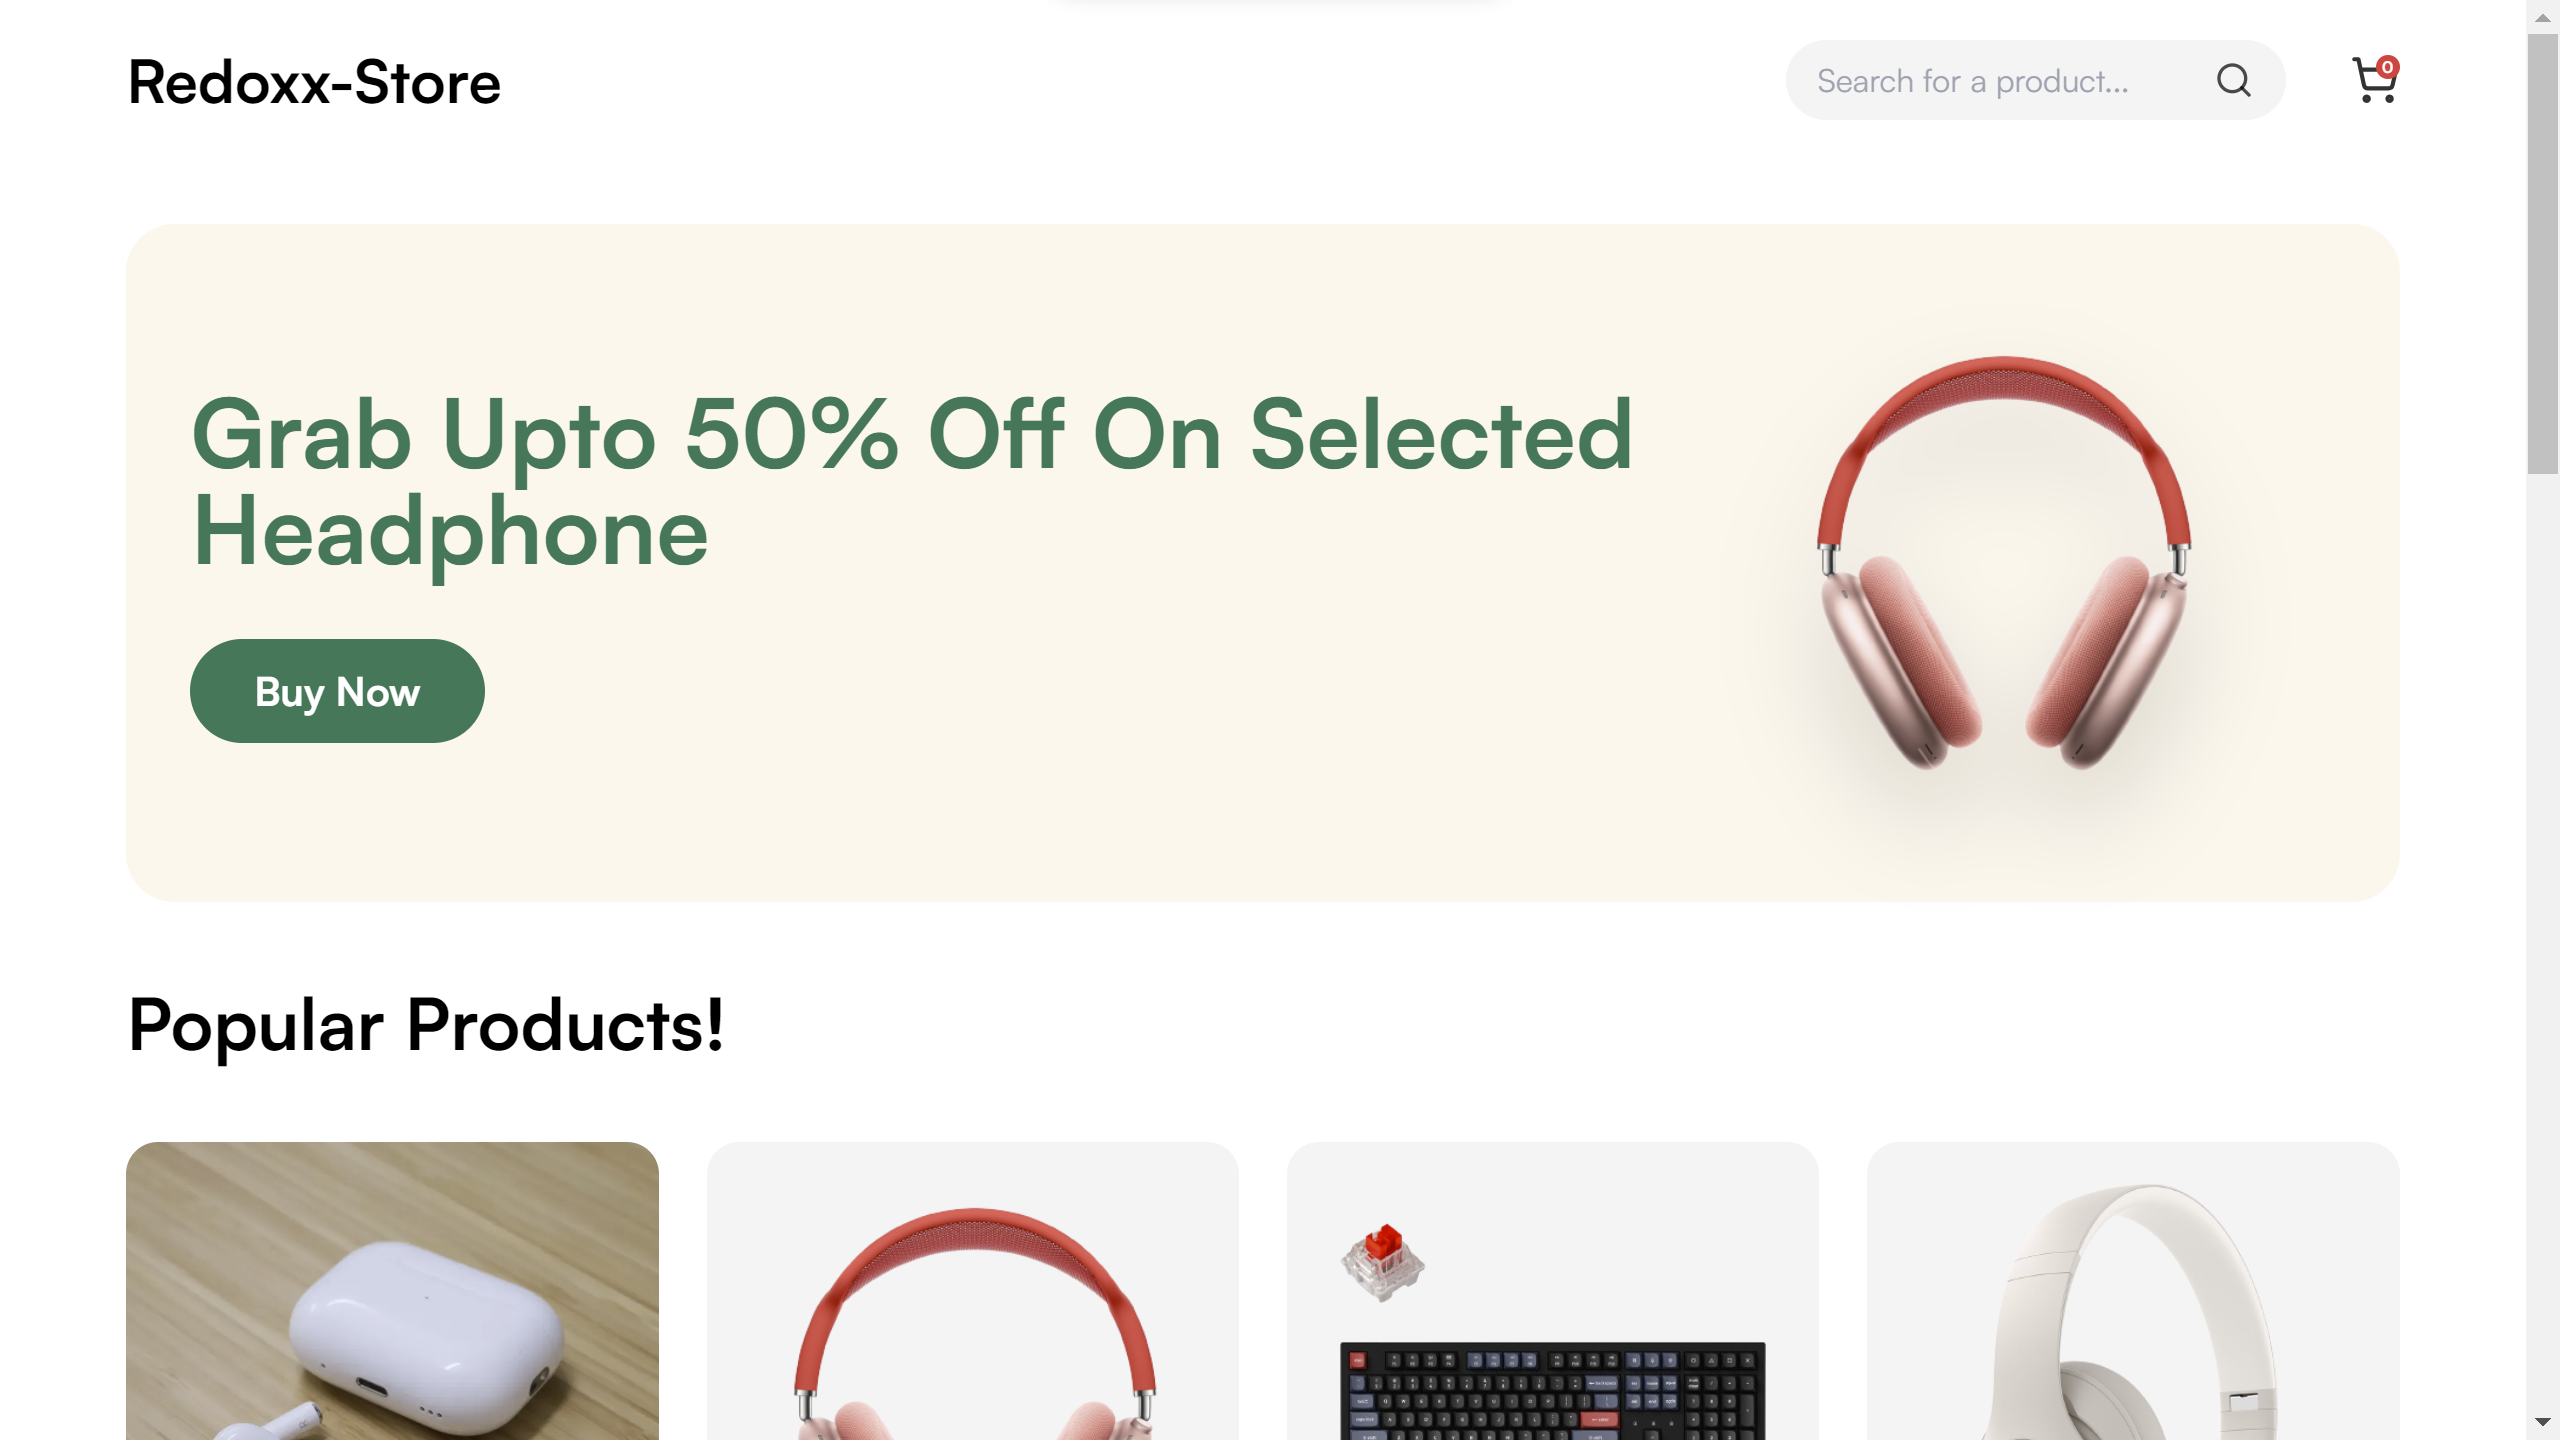 Redoxx-Store
Search for a product...
0
Grab Upto 50% Off On Selected
Headphone
Buy Now
Popular Products!